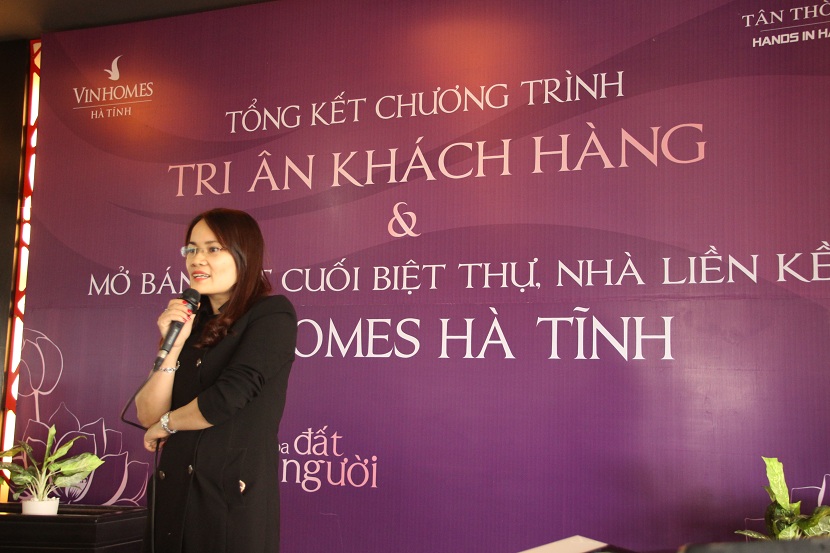 VINHOMES
HÀ TĨNH
TÂN THỜ
HANDS IN HA
TỔNG KẾT CHƯƠNG TRÌNH
TRI ÂN KHÁCH HÀNG
&
MỞ BÁN CUỐI BIỆT THỰ, NHÀ LIỀN KỀ
OMES HÀ TĨNH
đất
người